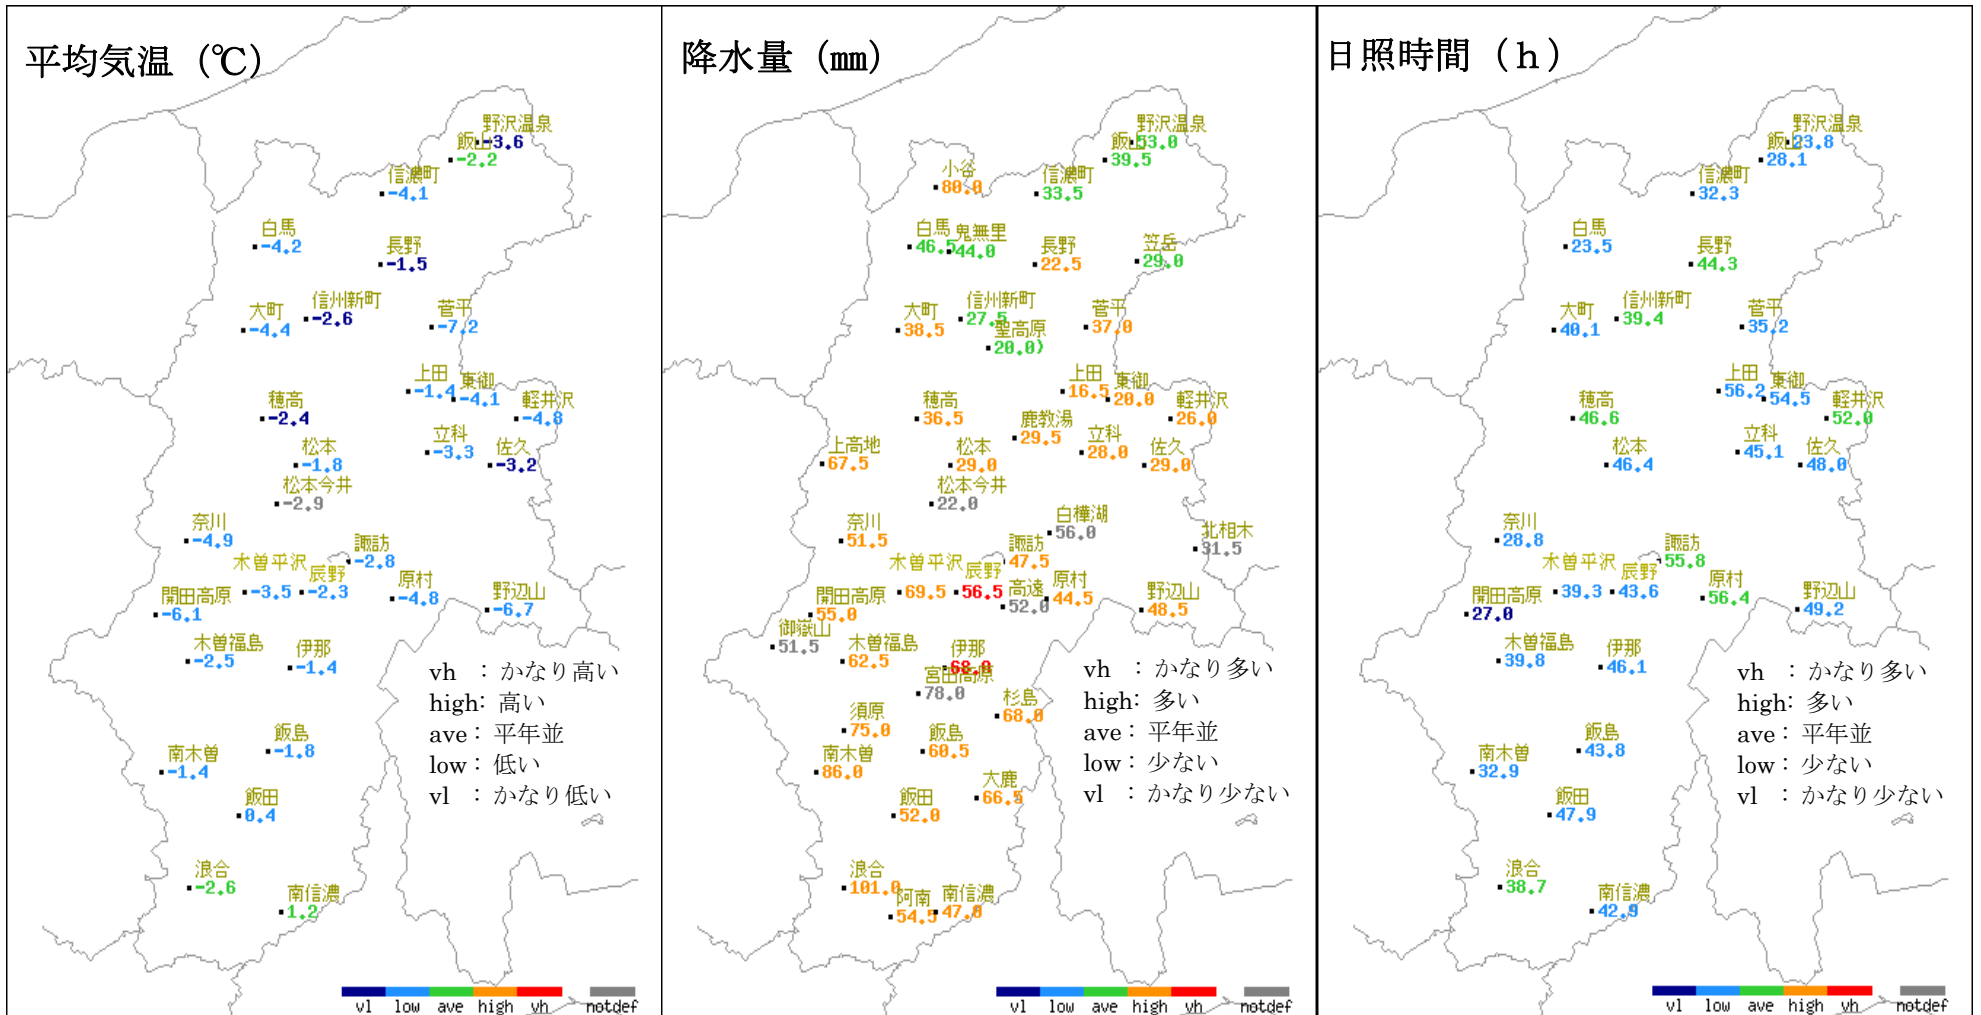 平均気温（℃）
野沢温泉
-3.6
飯山
-2.2
信濃町
-4.1
白馬
-4.2
長野
-1.5
信州新町
-2.6
大町
-4.4
菅平
-7.2
上田
-1.4
東御
-4.1
穂高
-2.4
軽井沢
-4.8
松本
-1.8
立科
-3.3
佐久
-3.2
松本今井
-2.9
奈川
-4.9
諏訪
-2.8
木曽平沢
-3.5
辰野
-2.3
原村
-4.8
開田高原
-6.1
野辺山
-6.7
木曽福島
-2.5
伊那
-1.4
飯島
-1.8
南木曽
-1.4
飯田
0.4
浪合
-2.6
南信濃
1.2
vh ：かなり高い
high: 高い
ave：平年並
low：低い
vl ：かなり低い
vl low ave high vh notdef
降水量（mm）
野沢温泉
53.0
飯山
39.5
小谷
80.0
信濃町
33.5
白馬
46.5
鬼無里
44.0
長野
22.5
笠岳
29.0
大町
38.5
信州新町
27.5
菅平
37.0
聖高原
20.0)
上田
16.5
東御
20.0
穂高
36.5
軽井沢
26.0
鹿教湯
29.5
上高地
67.5
松本
29.0
立科
28.0
佐久
29.0
松本今井
22.0
奈川
51.5
白樺湖
56.0
北相木
31.5
諏訪
47.5
木曽平沢
69.5
辰野
56.5
高遠
52.0
原村
44.5
開田高原
55.0
野辺山
48.5
御嶽山
51.5
木曽福島
62.5
伊那
68.0
宮田高原
78.0
杉島
68.0
須原
75.0
飯島
60.5
南木曽
86.0
大鹿
66.5
飯田
52.0
浪合
101.0
阿南
54.5
南信濃
47.0
vh ：かなり多い
high: 多い
ave：平年並
low：少ない
vl ：かなり少ない
vl low ave high vh notdef
日照時間（ｈ）
野沢温泉
23.8
飯山
28.1
信濃町
32.3
白馬
23.5
長野
44.3
信州新町
39.4
大町
40.1
菅平
35.2
上田
56.2
東御
54.5
穂高
46.6
軽井沢
52.0
松本
46.4
立科
45.1
佐久
48.0
奈川
28.8
諏訪
55.8
木曽平沢
39.3
辰野
43.6
原村
56.4
開田高原
27.0
野辺山
49.2
木曽福島
39.8
伊那
46.1
飯島
43.8
南木曽
32.9
飯田
47.9
浪合
38.7
南信濃
42.9
vh ：かなり多い
high: 多い
ave：平年並
low：少ない
vl ：かなり少ない
vl low ave high vh notdef